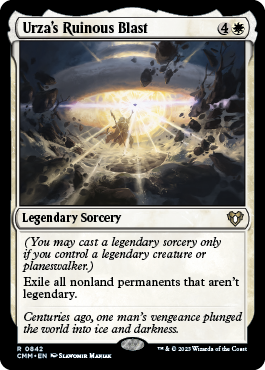 Urza's Ruinous Blast 4
Legendary Sorcery
(You may cast a legendary sorcery only
if you control a legendary creature or
planeswalker.)
Exile all nonland permanents that aren't
legendary.
Centuries ago, one man's vengeance plunged
the world into ice and darkness.
R 0842
CMM • EN Slawomir Maniak ™ & © 2023 Wizards of the Coast